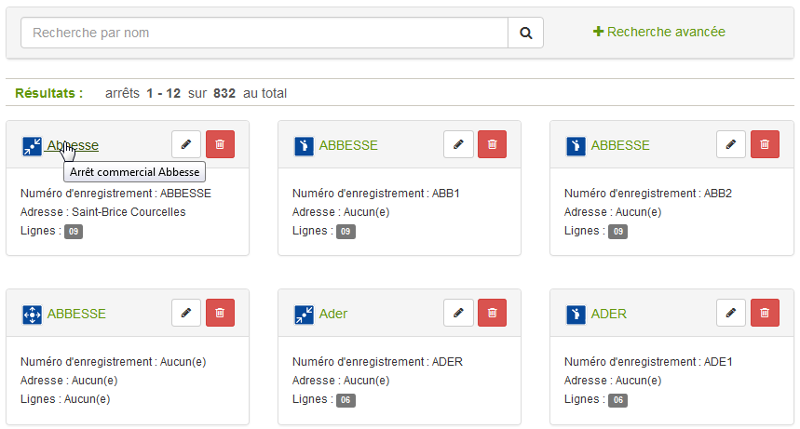 Recherche par nom
Recherche avancée
Résultats : arrêts 1 - 12 sur 832 au total
Abbesse
Arrêt commercial Abbesse
Numéro d'enregistrement : ABBESSE
Adresse : Saint-Brice Courcelles
Lignes : 09
ABBESSE
Numéro d'enregistrement : ABB1
Adresse : Aucun(e)
Lignes : 09
ABBESSE
Numéro d'enregistrement : ABB2
Adresse : Aucun(e)
Lignes : 09
ABBESSE
Numéro d'enregistrement : Aucun(e)
Adresse : Aucun(e)
Lignes : Aucun(e)
Ader
Numéro d'enregistrement : ADER
Adresse : Aucun(e)
Lignes : 06
ADER
Numéro d'enregistrement : ADE1
Adresse : Aucun(e)
Lignes : 06